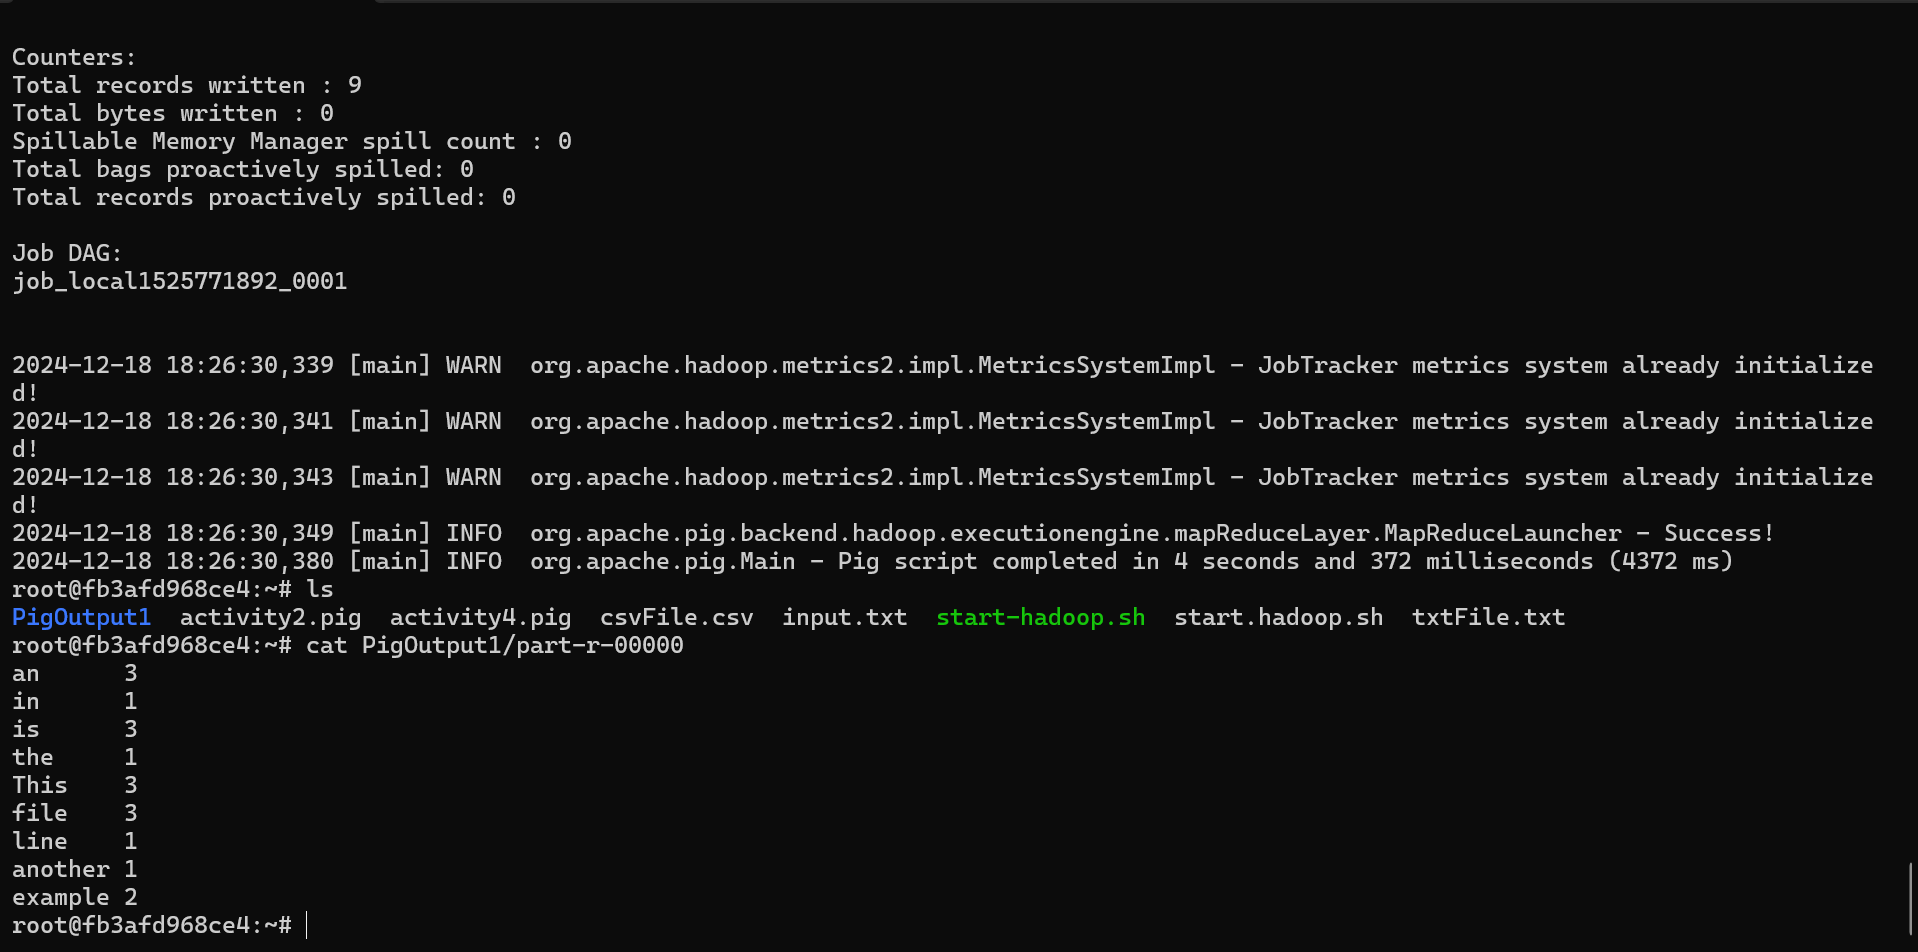 Counters:
Total records written : 9
Total bytes written : 0
Spillable Memory Manager spill count : 0
Total bags proactively spilled: 0
Total records proactively spilled: 0
Job DAG:
job_local1525771892_0001
2024-12-18 18:26:30,339 [main] WARN  org.apache.hadoop.metrics2.impl.MetricsSystemImpl - JobTracker metrics system already initialize
d!
2024-12-18 18:26:30,341 [main] WARN  org.apache.hadoop.metrics2.impl.MetricsSystemImpl - JobTracker metrics system already initialize
d!
2024-12-18 18:26:30,343 [main] WARN  org.apache.hadoop.metrics2.impl.MetricsSystemImpl - JobTracker metrics system already initialize
d!
2024-12-18 18:26:30,349 [main] INFO  org.apache.pig.backend.hadoop.executionengine.mapReduceLayer.MapReduceLauncher - Success!
2024-12-18 18:26:30,380 [main] INFO  org.apache.pig.Main - Pig script completed in 4 seconds and 372 milliseconds (4372 ms)
root@fb3afd968ce4:~# ls
PigOutput1  activity2.pig  activity4.pig  csvFile.csv  input.txt  start-hadoop.sh  start.hadoop.sh  txtFile.txt
root@fb3afd968ce4:~# cat PigOutput1/part-r-00000
an      3
in      1
is      3
the     1
This    3
file    3
line    1
another 1
example 2
root@fb3afd968ce4:~#